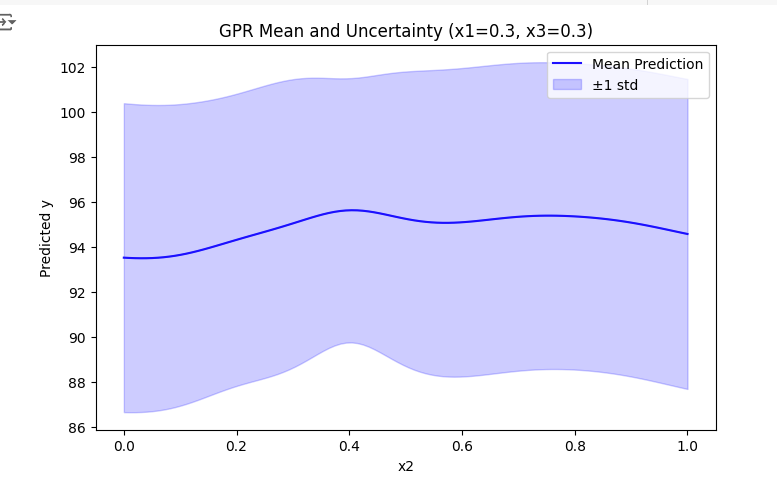 GPR Mean and Uncertainty (x1=0.3, x3=0.3)
Mean Prediction
±1 std
Predicted y
102
100
98
96
94
92
90
88
86
0.0 0.2 0.4 0.6 0.8 1.0
x2